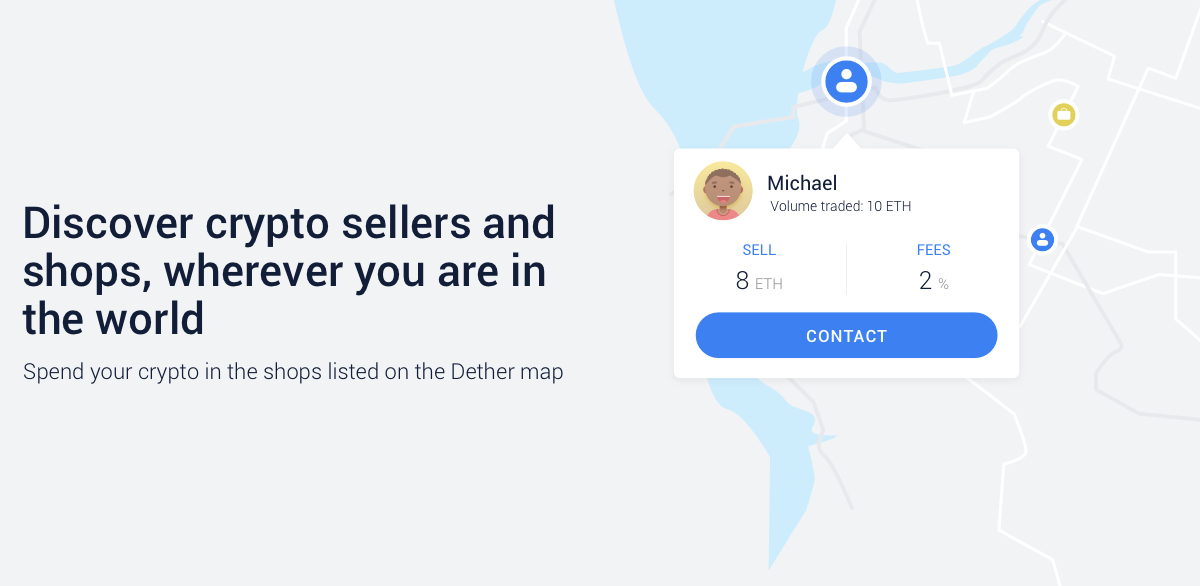 Discover crypto sellers and
shops, wherever you are in
the world
Spend your crypto in the shops listed on the Dether map
Michael
Volume traded: 10 ETH
SELL
8 ETH
FEES
2 %
CONTACT